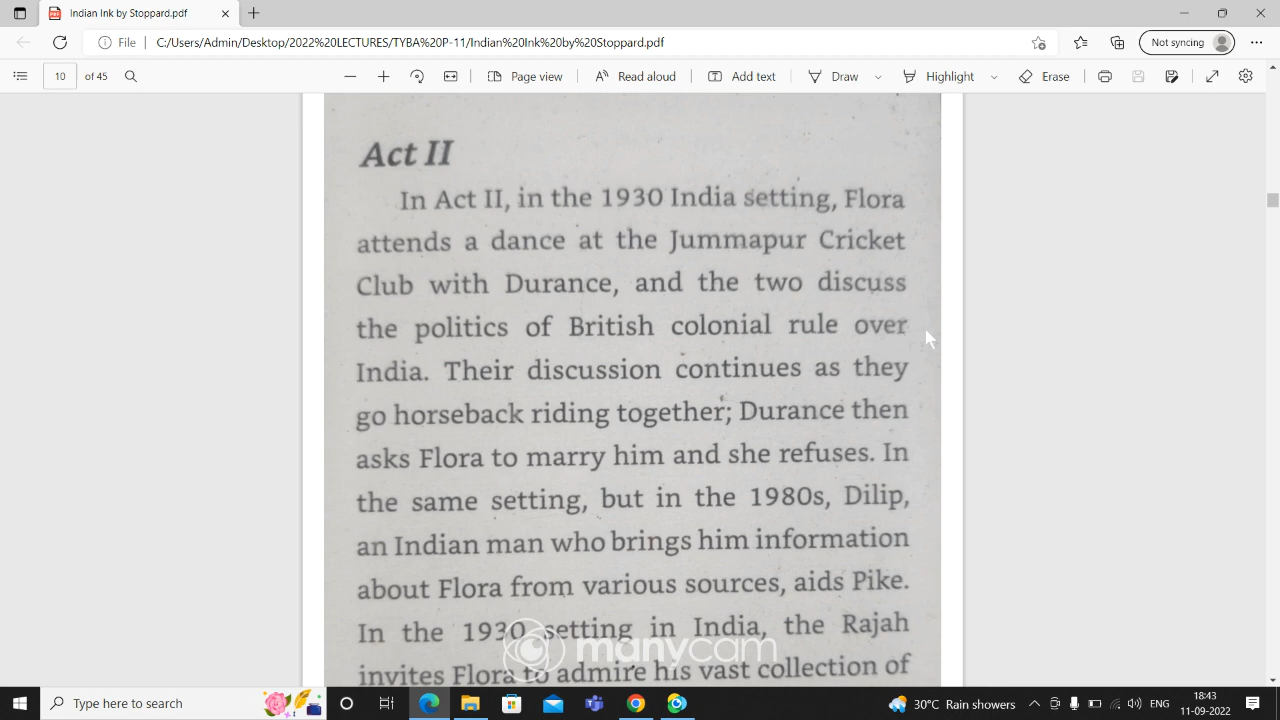 Indian Ink by Stoppard.pdf
File | C:/Users/Admin/Desktop/2022%20LECTURES/TYBA%20P-11/Indian%20Ink%20by%20Stoppard.pdf
Not syncing
10 of 45
Page view
Read aloud
Add text
Draw
Highlight
Erase
Act II
In Act II, in the 1930 India setting, Flora
attends a dance at the Jummapur Cricket
Club with Durance, and the two discuss
the politics of British colonial rule over
India. Their discussion continues as they
go horseback riding together; Durance then
asks Flora to marry him and she refuses. In
the same setting, but in the 1980s, Dilip,
an Indian man who brings him information
about Flora from various sources, aids Pike.
In the 1930 setting in India, the Rajah
invites Flora to admire his vast collection of
manycam
Type here to search
30°C Rain showers
ENG
18:43
11-09-2022